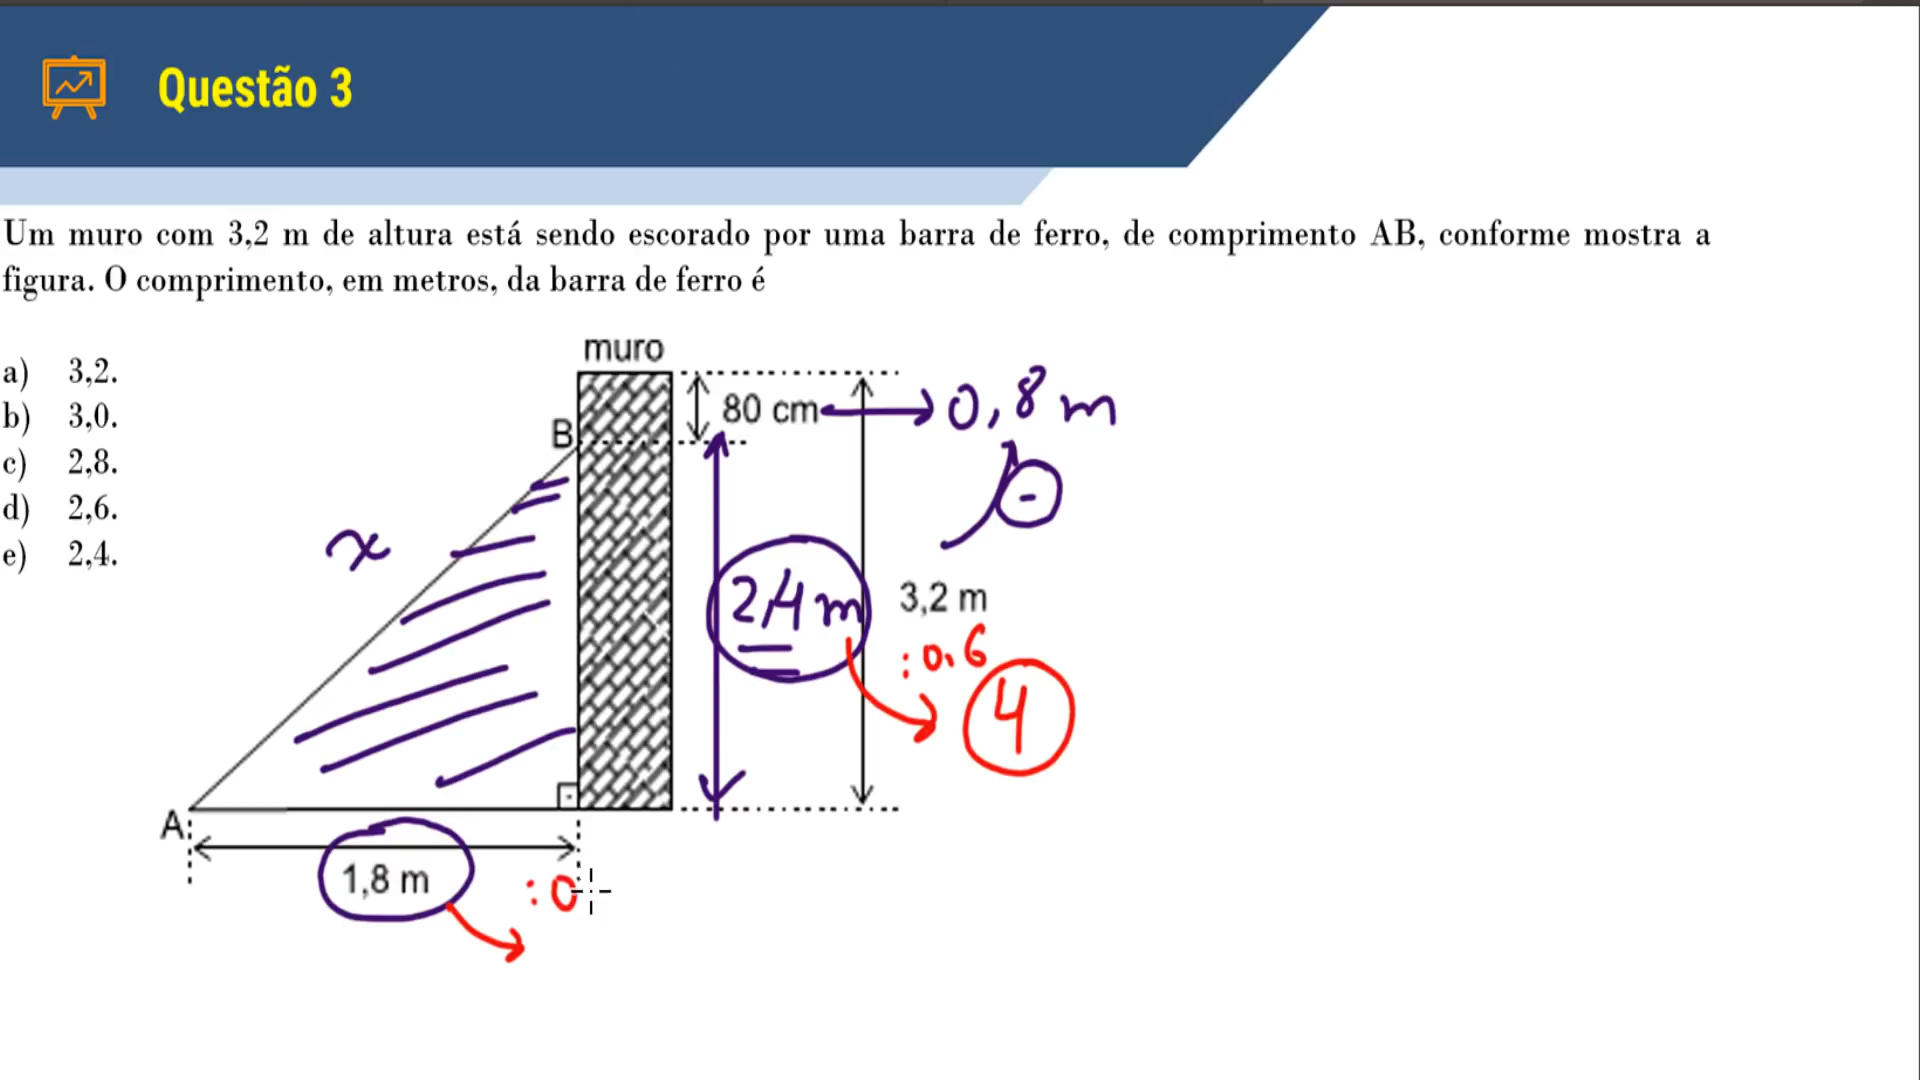 Questão 3
Um muro com 3,2 m de altura está sendo escorado por uma barra de ferro, de comprimento AB, conforme mostra a
figura. O comprimento, em metros, da barra de ferro é
a) 3,2.
b) 3,0.
c) 2,8.
d) 2,6.
e) 2,4.
muro
80 cm
0,8 m
B
-
x
2,4 m
3,2 m
:0,6
4
A
1,8 m
:0